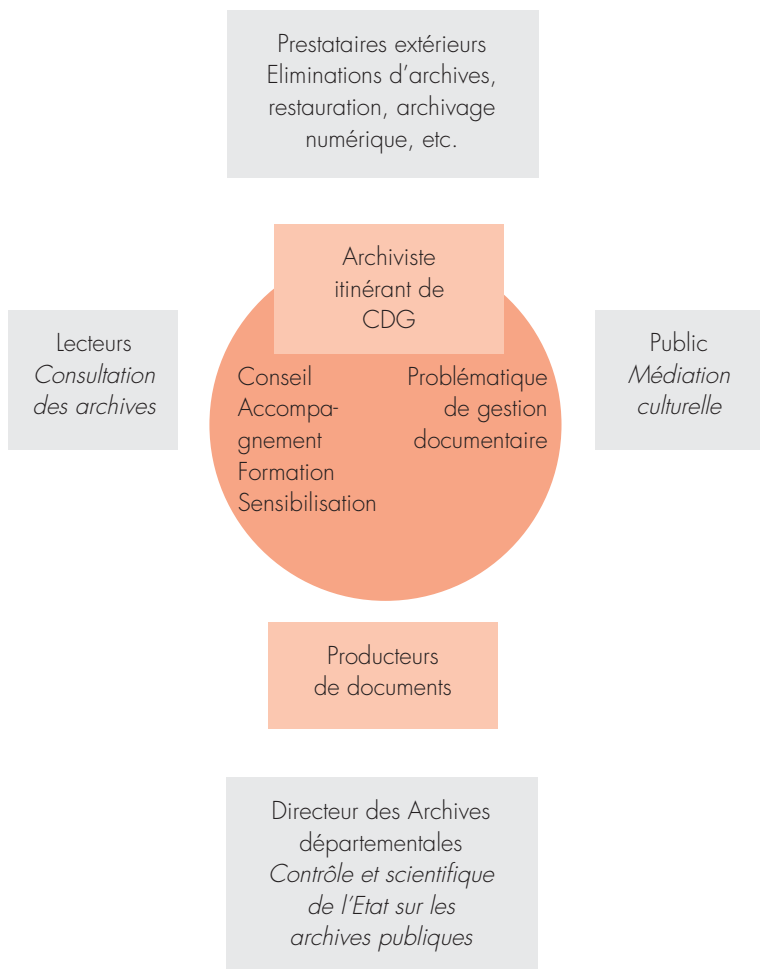 Prestataires extérieurs
Eliminations d’archives,
restauration, archivage
numérique, etc.
Archiviste
itinérant de
CDG
Lecteurs
Consultation
des archives
Conseil
Accompa-
gnement
Formation
Sensibilisation
Problématique
de gestion
documentaire
Public
Médiation
culturelle
Producteurs
de documents
Directeur des Archives
départementales
Contrôle et scientifique
de l’Etat sur les
archives publiques